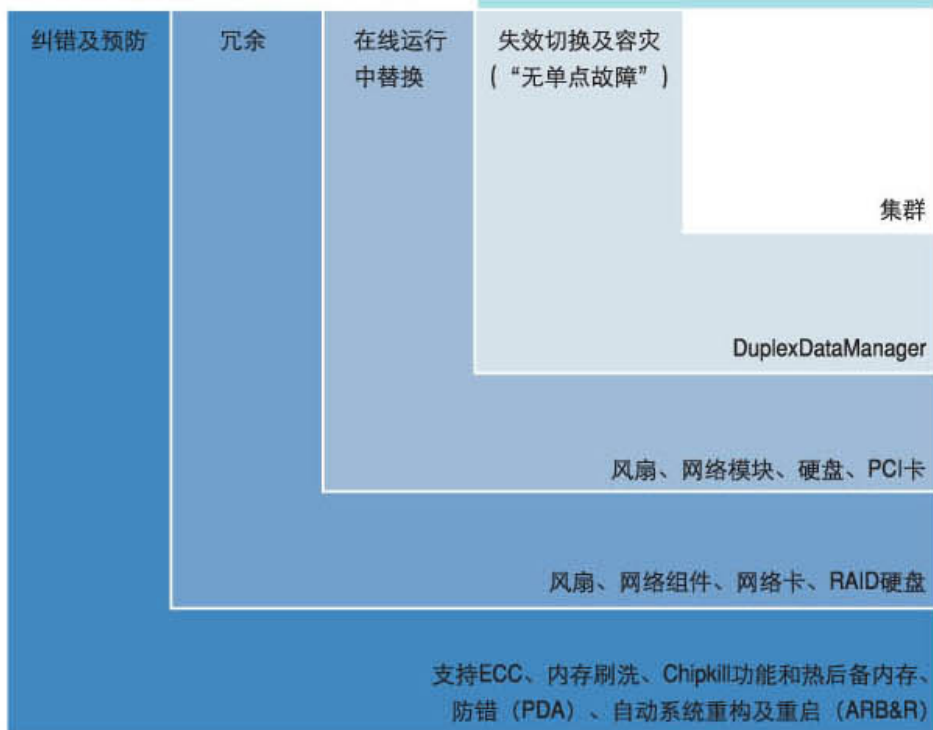 纠错及预防
冗余
在线运行
中替换
失效切换及容灾
(“无单点故障”)
集群
DuplexDataManager
风扇、网络模块、硬盘、PCI卡
风扇、网络组件、网络卡、RAID硬盘
支持ECC、内存刷洗、Chipkill功能和热后备内存、
防错（PDA）、自动系统重构及重启（ARB&R）